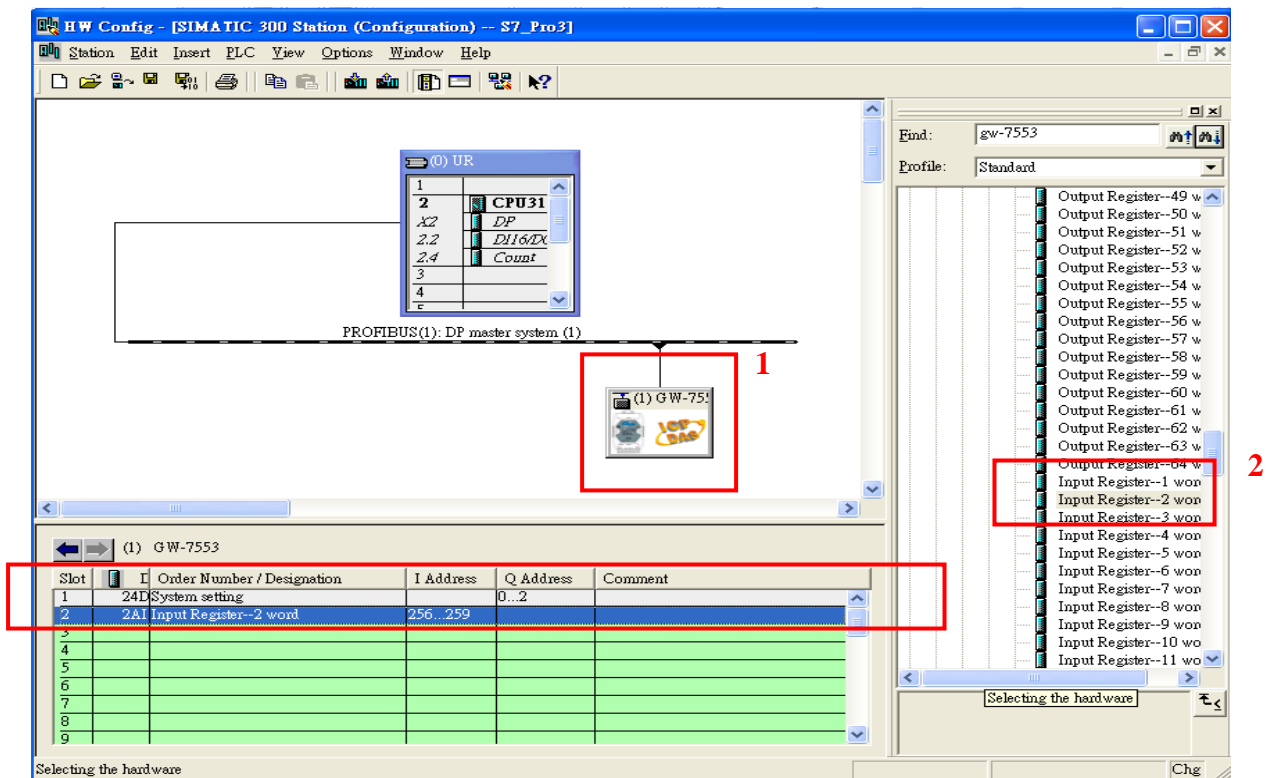 HW Config - [SIMATIC 300 Station (Configuration) -- S7_Pro3]
Station Edit Insert PLC View Options Window Help
(0) UR
1
2 CPU31
X2 DP
2.2 DI16/DO
2.4 Count
3
4
PROFIBUS(1): DP master system (1)
1
(1) GW-755
ICP
DAS
Find: gw-7553
Profile: Standard
Output Register--49 w
Output Register--50 w
Output Register--51 w
Output Register--52 w
Output Register--53 w
Output Register--54 w
Output Register--55 w
Output Register--56 w
Output Register--57 w
Output Register--58 w
Output Register--59 w
Output Register--60 w
Output Register--61 w
Output Register--62 w
Output Register--63 w
Output Register--64 w
Input Register--1 wor
Input Register--2 wor
Input Register--3 wor
Input Register--4 wor
Input Register--5 wor
Input Register--6 wor
Input Register--7 wor
Input Register--8 wor
Input Register--9 wor
Input Register--10 wo
Input Register--11 wo
2
Selecting the hardware
(1) GW-7553
Slot D Order Number / Designation I Address Q Address Comment
1 24D System setting 0...2
2 2AI Input Register--2 word 256...259
3
4
5
6
7
8
9
Selecting the hardware Chg